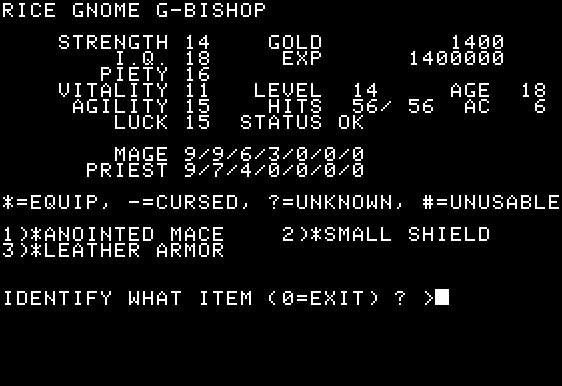 RICE GNOME G-BISHOP
STRENGTH 14 GOLD 1400
I.Q. 18 EXP 1400000
PIETY 16
VITALITY 11 LEVEL 14 AGE 18
AGILITY 15 HITS 56/ 56 AC 6
LUCK 15 STATUS OK
MAGE 9/9/6/3/0/0/0
PRIEST 9/7/4/0/0/0/0
*=EQUIP, -=CURSED, ?=UNKNOWN, #=UNUSABLE
1)*ANOINTED MACE 2)*SMALL SHIELD
3)*LEATHER ARMOR
IDENTIFY WHAT ITEM (0=EXIT) ? >